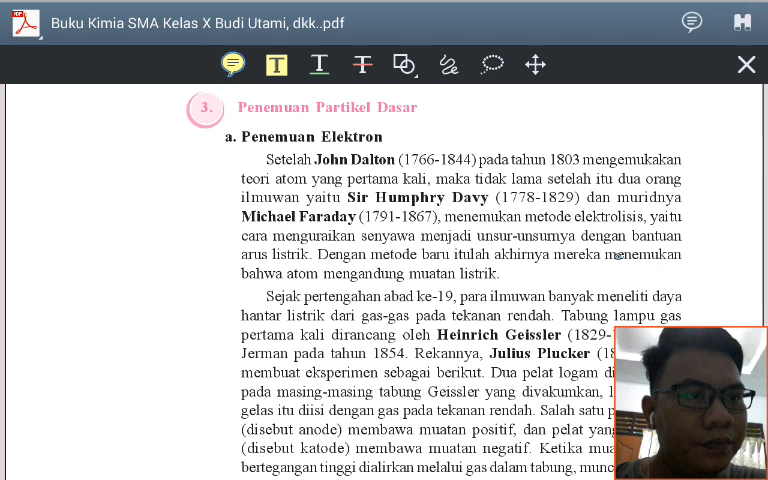 Buku Kimia SMA Kelas X Budi Utami, dkk..pdf
T T T
3. Penemuan Partikel Dasar
a. Penemuan Elektron
Setelah John Dalton (1766-1844) pada tahun 1803 mengemukakan
teori atom yang pertama kali, maka tidak lama setelah itu dua orang
ilmuwan yaitu Sir Humphry Davy (1778-1829) dan muridnya
Michael Faraday (1791-1867), menemukan metode elektrolisis, yaitu
cara menguraikan senyawa menjadi unsur-unsurnya dengan bantuan
arus listrik. Dengan metode baru itulah akhirnya mereka menemukan
bahwa atom mengandung muatan listrik.
Sejak pertengahan abad ke-19, para ilmuwan banyak meneliti daya
hantar listrik dari gas-gas pada tekanan rendah. Tabung lampu gas
pertama kali dirancang oleh Heinrich Geissler (1829-
Jerman pada tahun 1854. Rekannya, Julius Plucker (18
membuat eksperimen sebagai berikut. Dua pelat logam
pada masing-masing tabung Geissler yang divakumkan,
gelas itu diisi dengan gas pada tekanan rendah. Salah satu
(disebut anode) membawa muatan positif, dan pelat
(disebut katode) membawa muatan negatif. Ketika
bertegangan tinggi dialirkan melalui gas dalam tabung,